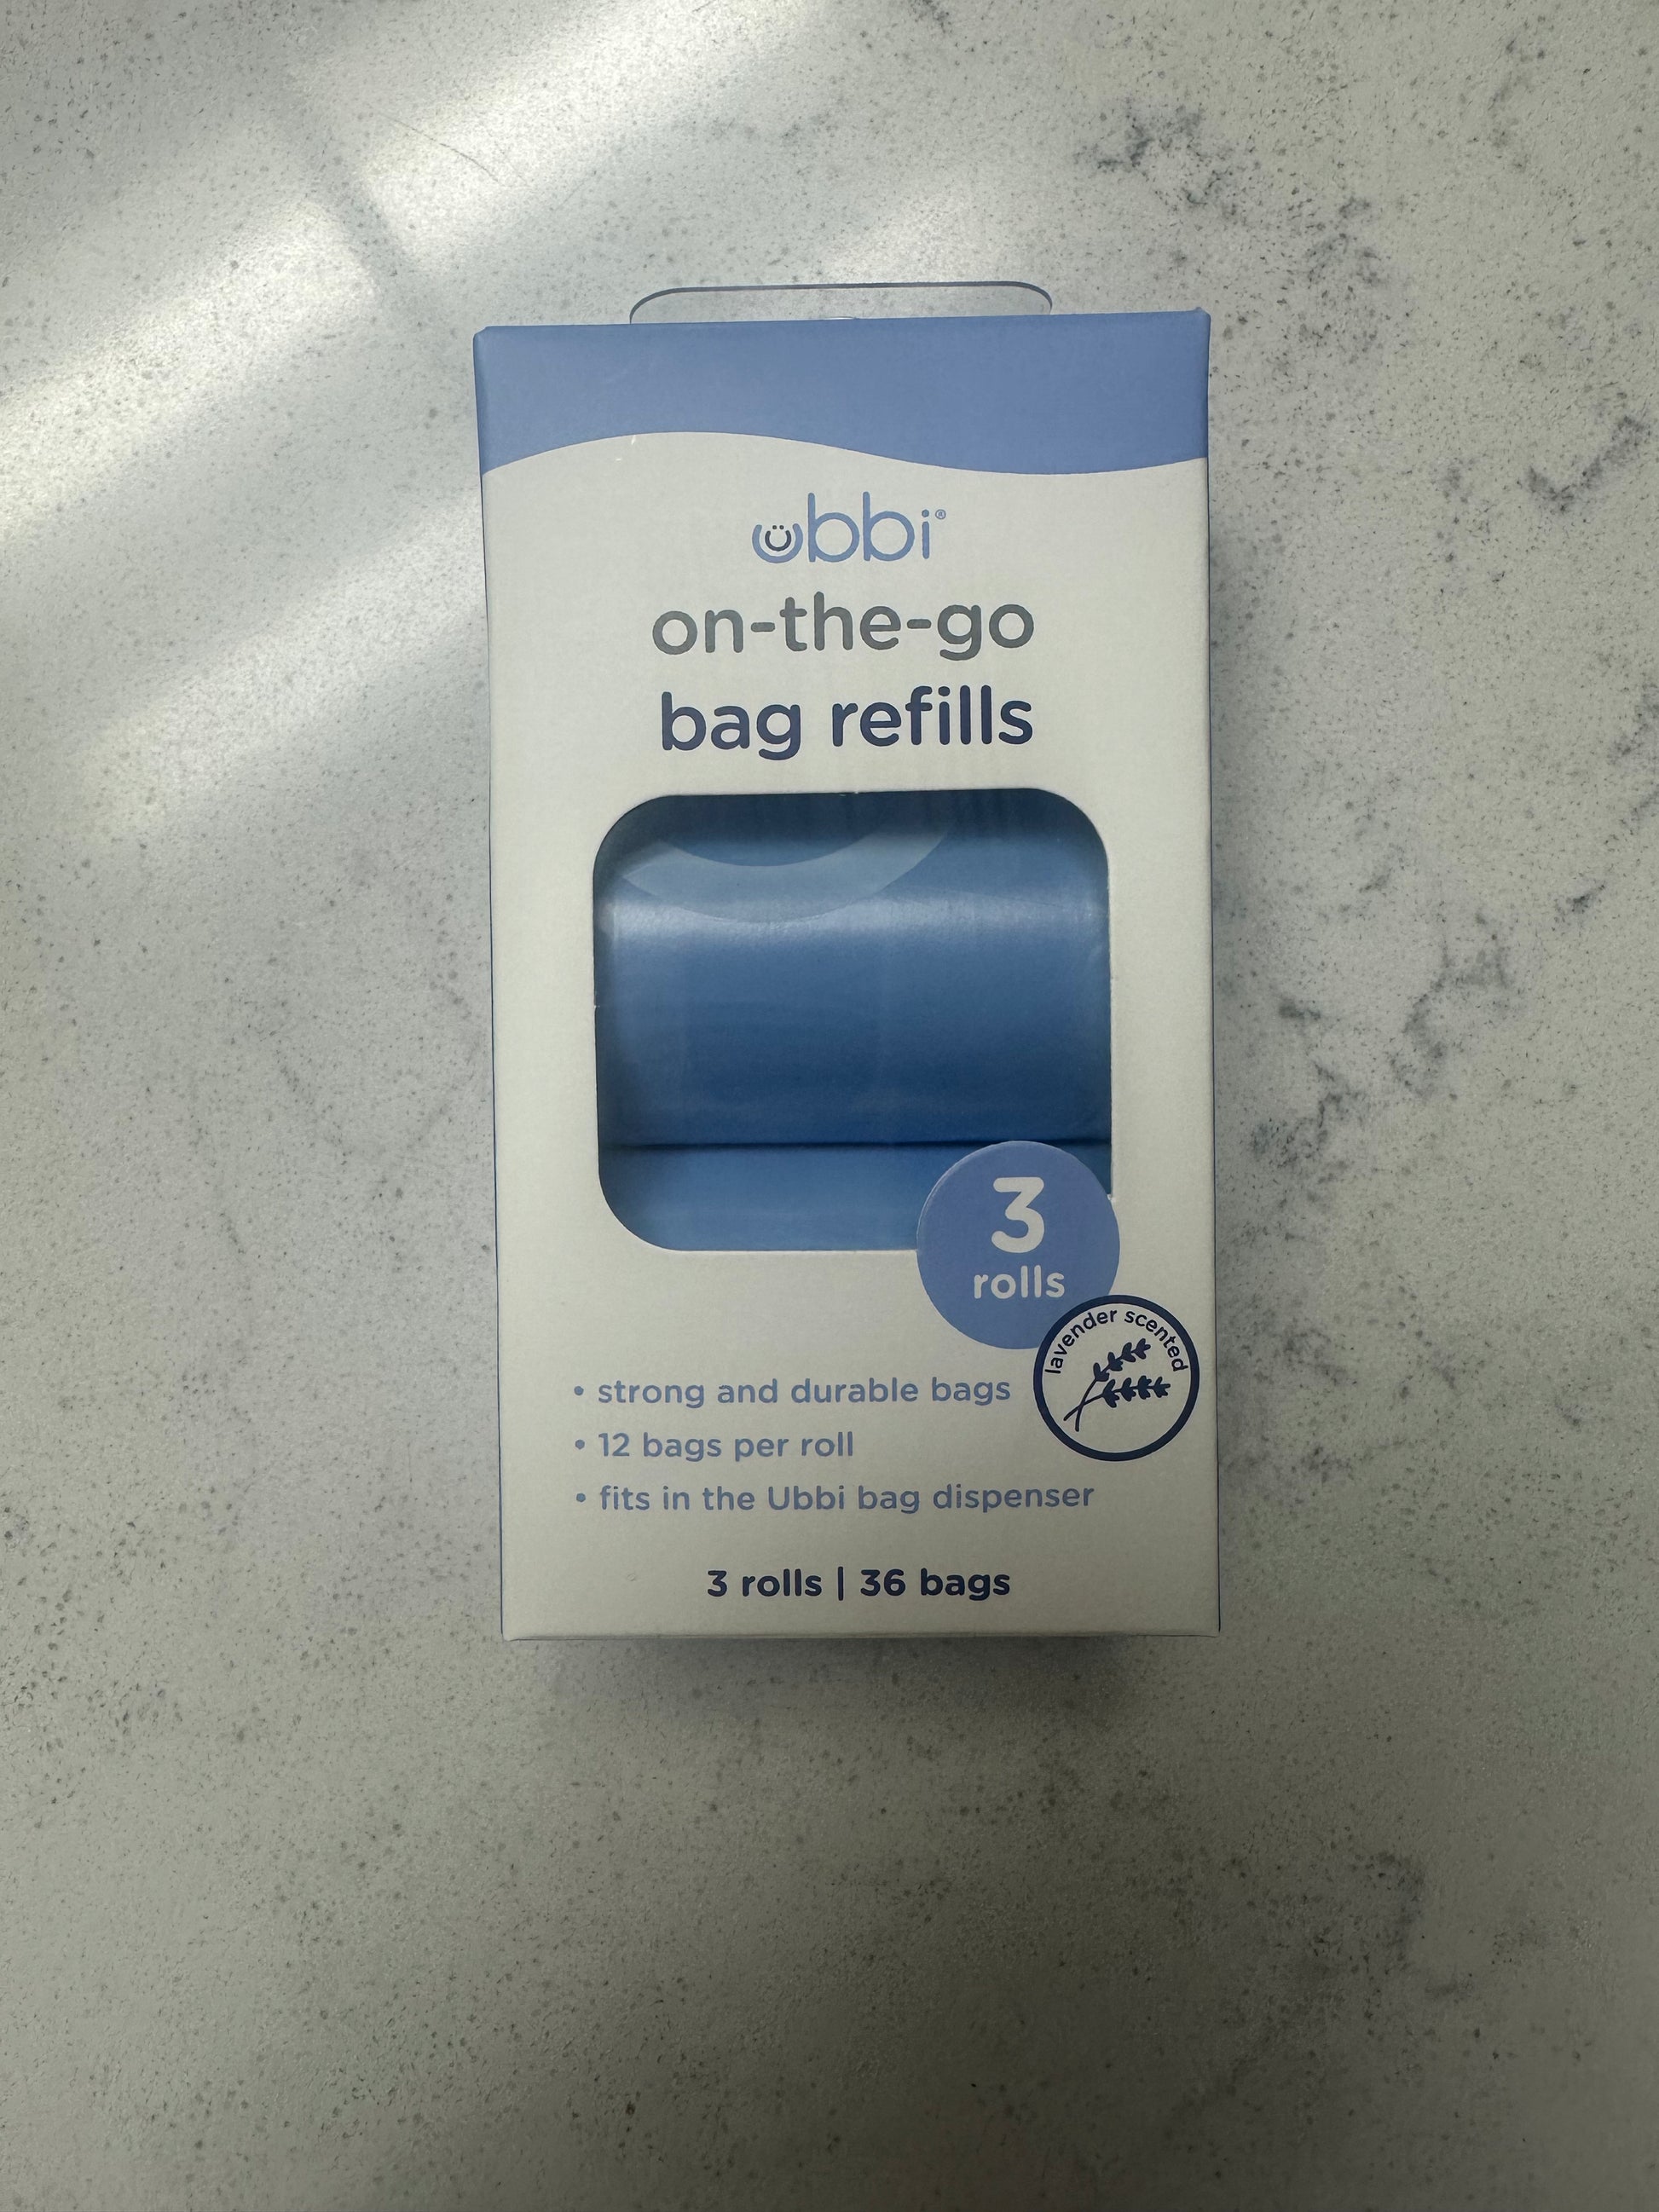 ubbi®
on-the-go
bag refills
3
rolls
lavender scented
• strong and durable bags
• 12 bags per roll
• fits in the Ubbi bag dispenser
3 rolls | 36 bags